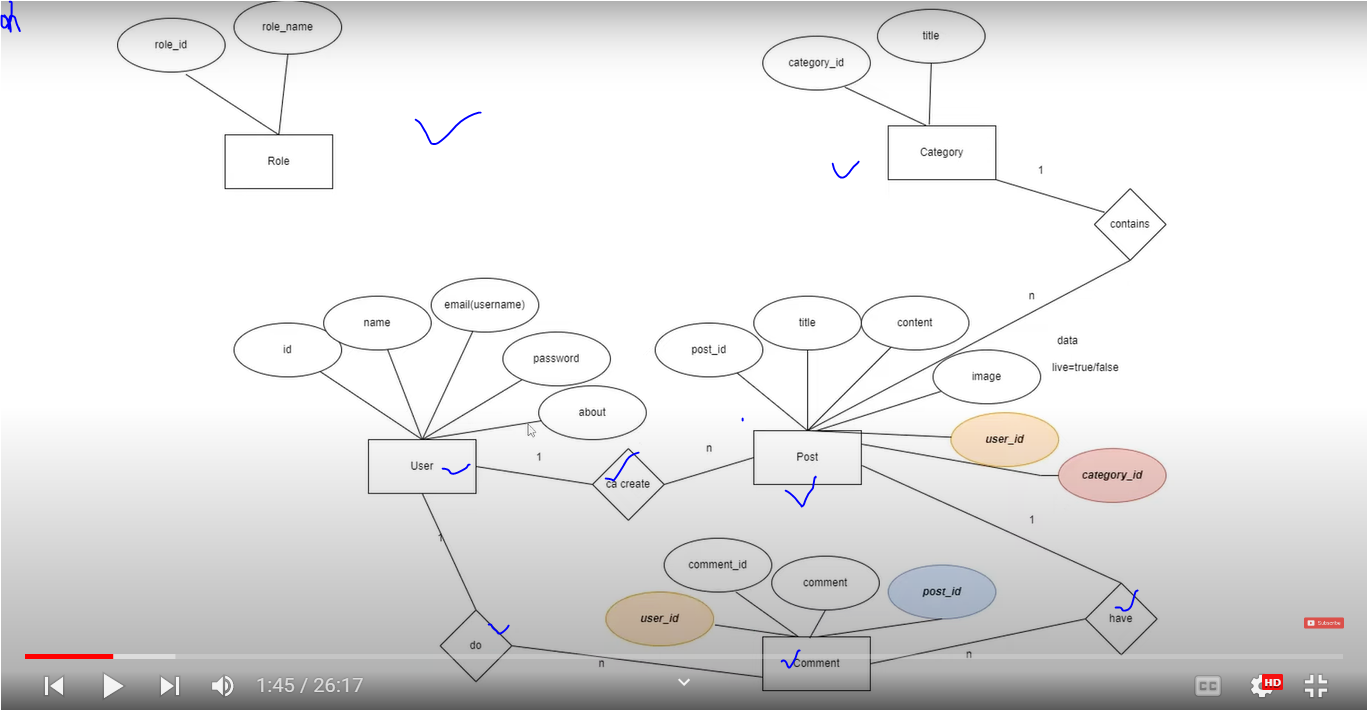 role_id
role_name
Role
category_id
title
Category
1
contains
n
id
name
email(username)
password
about
User
1
ca create
n
post_id
title
content
image
data
live=true/false
user_id
category_id
Post
1
1
have
n
comment_id
comment
user_id
post_id
Comment
do
n
Subscribe
1:45 / 26:17
CC
HD